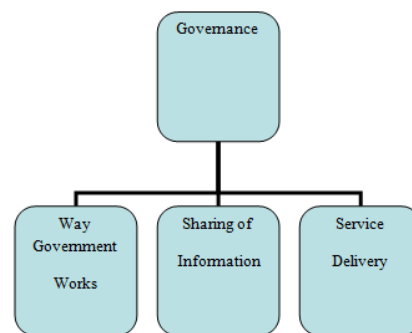 Governance
Way
Government
Works
Sharing of
Information
Service
Delivery